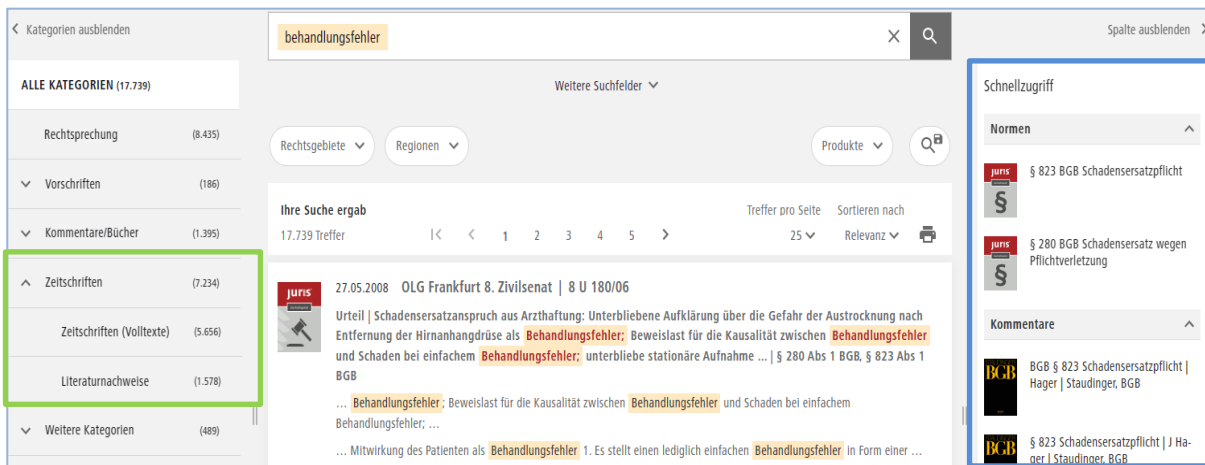 Kategorien ausblenden
ALLE KATEGORIEN (17.739)
Rechtsprechung (8.435)
Vorschriften (186)
Kommentare/Bücher (1.395)
Zeitschriften (7.234)
Zeitschriften (Volltexte) (5.656)
Literaturnachweise (1.578)
Weitere Kategorien (489)
behandlungsfehler
Weitere Suchfelder
Rechtsgebiete Regionen Produkte
Ihre Suche ergab Treffer pro Seite Sortieren nach
17.739 Treffer 1 2 3 4 5 25 Relevanz
juris
27.05.2008 OLG Frankfurt 8. Zivilsenat | 8 U 180/06
Urteil | Schadensersatzanspruch aus Arzthaftung: Unterbliebene Aufklärung über die Gefahr der Austrocknung nach
Entfernung der Hirnanhangdrüse als Behandlungsfehler; Beweislast für die Kausalität zwischen Behandlungsfehler
und Schaden bei einfachem Behandlungsfehler; unterbliebe stationäre Aufnahme ... | § 280 Abs 1 BGB, § 823 Abs 1
BGB
... Behandlungsfehler; Beweislast für die Kausalität zwischen Behandlungsfehler und Schaden bei einfachem
Behandlungsfehler; ...
... Mitwirkung des Patienten als Behandlungsfehler 1. Es stellt einen lediglich einfachen Behandlungsfehler in Form einer ...
Spalte ausblenden
Schnellzugriff
Normen
juris
§
§ 823 BGB Schadensersatzpflicht
juris
§
§ 280 BGB Schadensersatz wegen
Pflichtverletzung
Kommentare
BGB
BGB § 823 Schadensersatzpflicht |
Hager | Staudinger, BGB
BGB
§ 823 Schadensersatzpflicht | J Ha-
ger | Staudinger, BGB